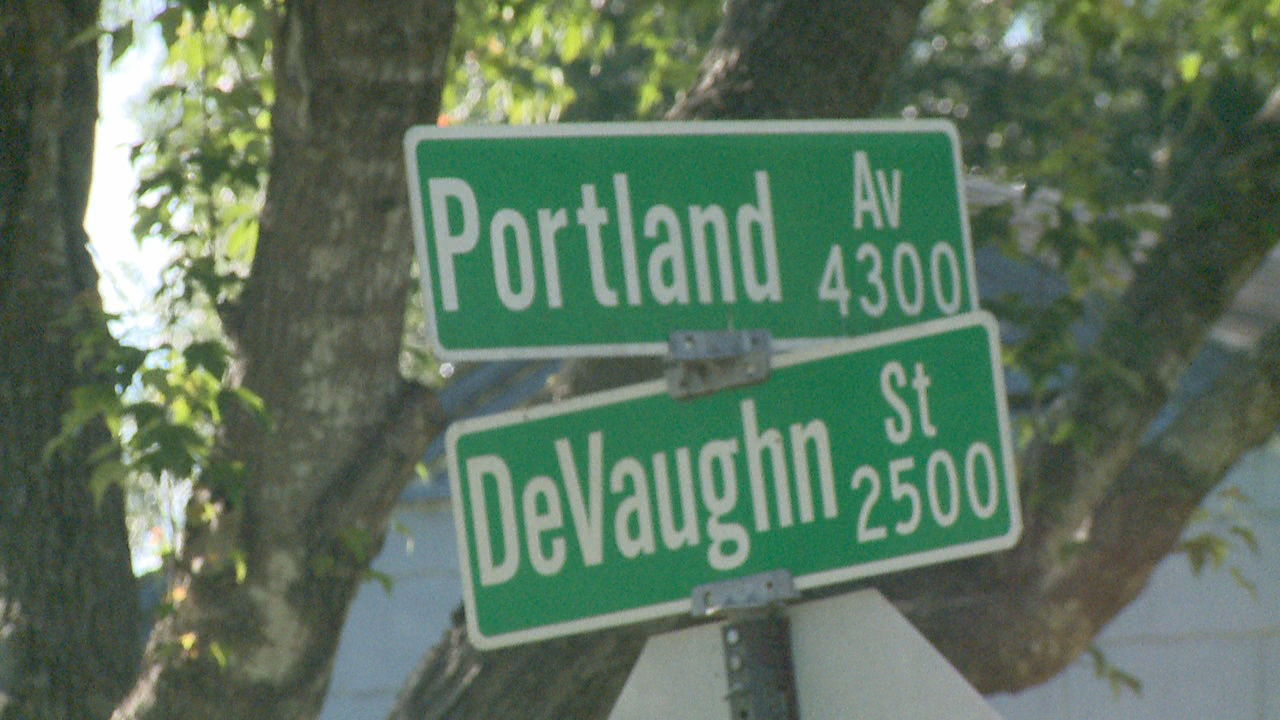 Portland Av
4300
DeVaughn St
2500